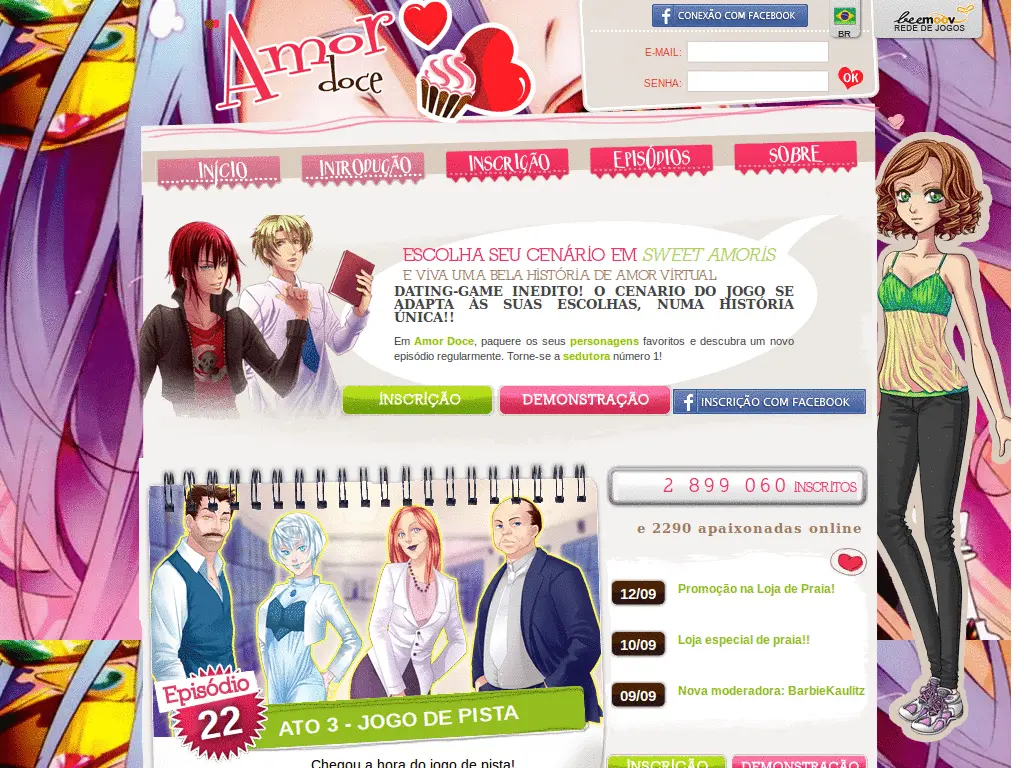 Amor
doce
CONEXÃO COM FACEBOOK
BR
beemoov
REDE DE JOGOS
E-MAIL:
SENHA:
OK
INÍCIO
INTRODUÇÃO
INSCRIÇÃO
EPISÓDIOS
SOBRE
ESCOLHA SEU CENÁRIO EM SWEET AMORIS
E VIVA UMA BELA HISTÓRIA DE AMOR VIRTUAL
DATING-GAME INEDITO! O CENARIO DO JOGO SE
ADAPTA ÀS SUAS ESCOLHAS, NUMA HISTÓRIA
ÚNICA!!
Em Amor Doce, paquere os seus personagens favoritos e descubra um novo
episódio regularmente. Torne-se a sedutora número 1!
INSCRIÇÃO
DEMONSTRAÇÃO
INSCRIÇÃO COM FACEBOOK
2 899 060 INSCRITOS
e 2290 apaixonadas online
12/09 Promoção na Loja de Praia!
10/09 Loja especial de praia!!
09/09 Nova moderadora: BarbieKaulitz
Episódio
22
ATO 3 - JOGO DE PISTA
Chegou a hora do jogo de pista!
INSCRIÇÃO
DEMONSTRAÇÃO